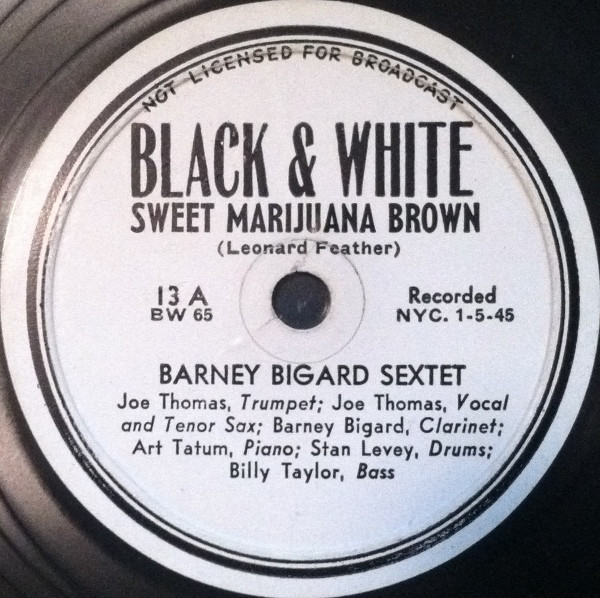 NOT LICENSED FOR BROADCAST
BLACK & WHITE
SWEET MARIJUANA BROWN
(Leonard Feather)
13 A
BW 65
Recorded
NYC. 1-5-45
BARNEY BIGARD SEXTET
Joe Thomas, Trumpet; Joe Thomas, Vocal
and Tenor Sax; Barney Bigard, Clarinet;
Art Tatum, Piano; Stan Levey, Drums;
Billy Taylor, Bass